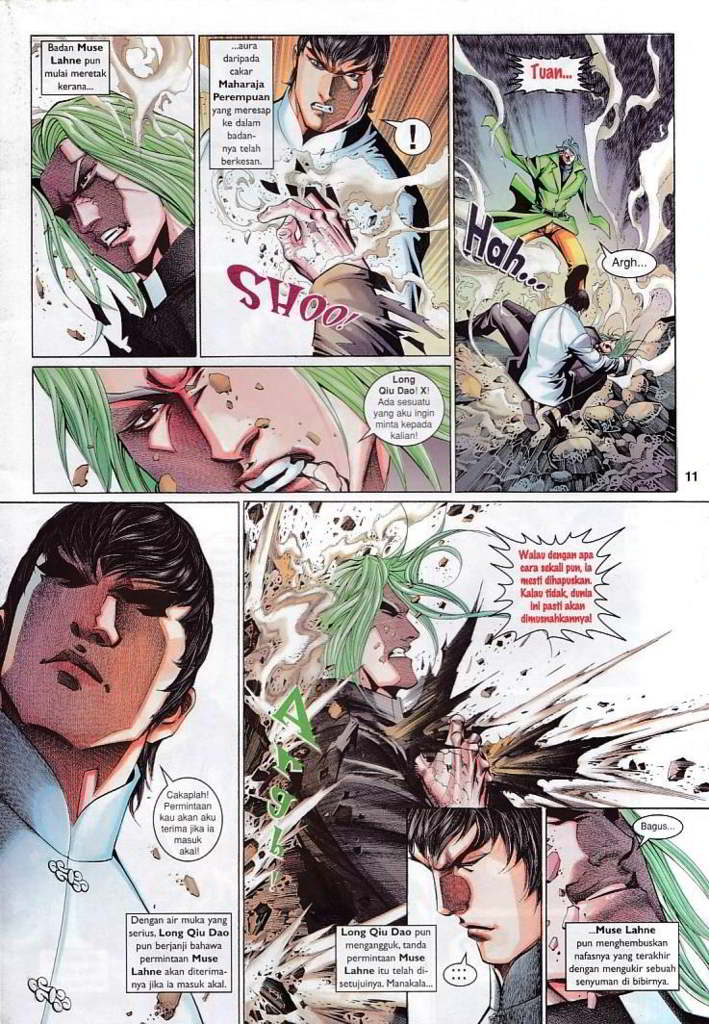 Badan Muse
Lahne pun
mulai meretak
kerana...
...aura
daripada
cakar
Maharaja
Perempuan
yang meresap
ke dalam
badan-
nya telah
berkesan.
!
SHOO!
Tuan...
Hah...
Argh...
Long
Qiu Dao! X!
Ada sesuatu
yang aku ingin
minta kepada
kalian!
11
Walau dengan apa
cara sekali pun, ia
mesti dihapuskan.
Kalau tidak, dunia
ini pasti akan
dimusnahkannya!
Argh!
Cakaplah!
Permintaan
kau akan aku
terima jika ia
masuk
akal!
Dengan air muka yang
serius, Long Qiu Dao
pun berjanji bahawa
permintaan Muse
Lahne akan diterima-
nya jika ia masuk akal.
Long Qiu Dao pun
mengangguk, tanda
permintaan Muse
Lahne itu telah di-
setujuinya. Manakala...
...
Bagus...
...Muse Lahne
pun menghembuskan
nafasnya yang terakhir
dengan mengukir sebuah
senyuman di bibirnya.